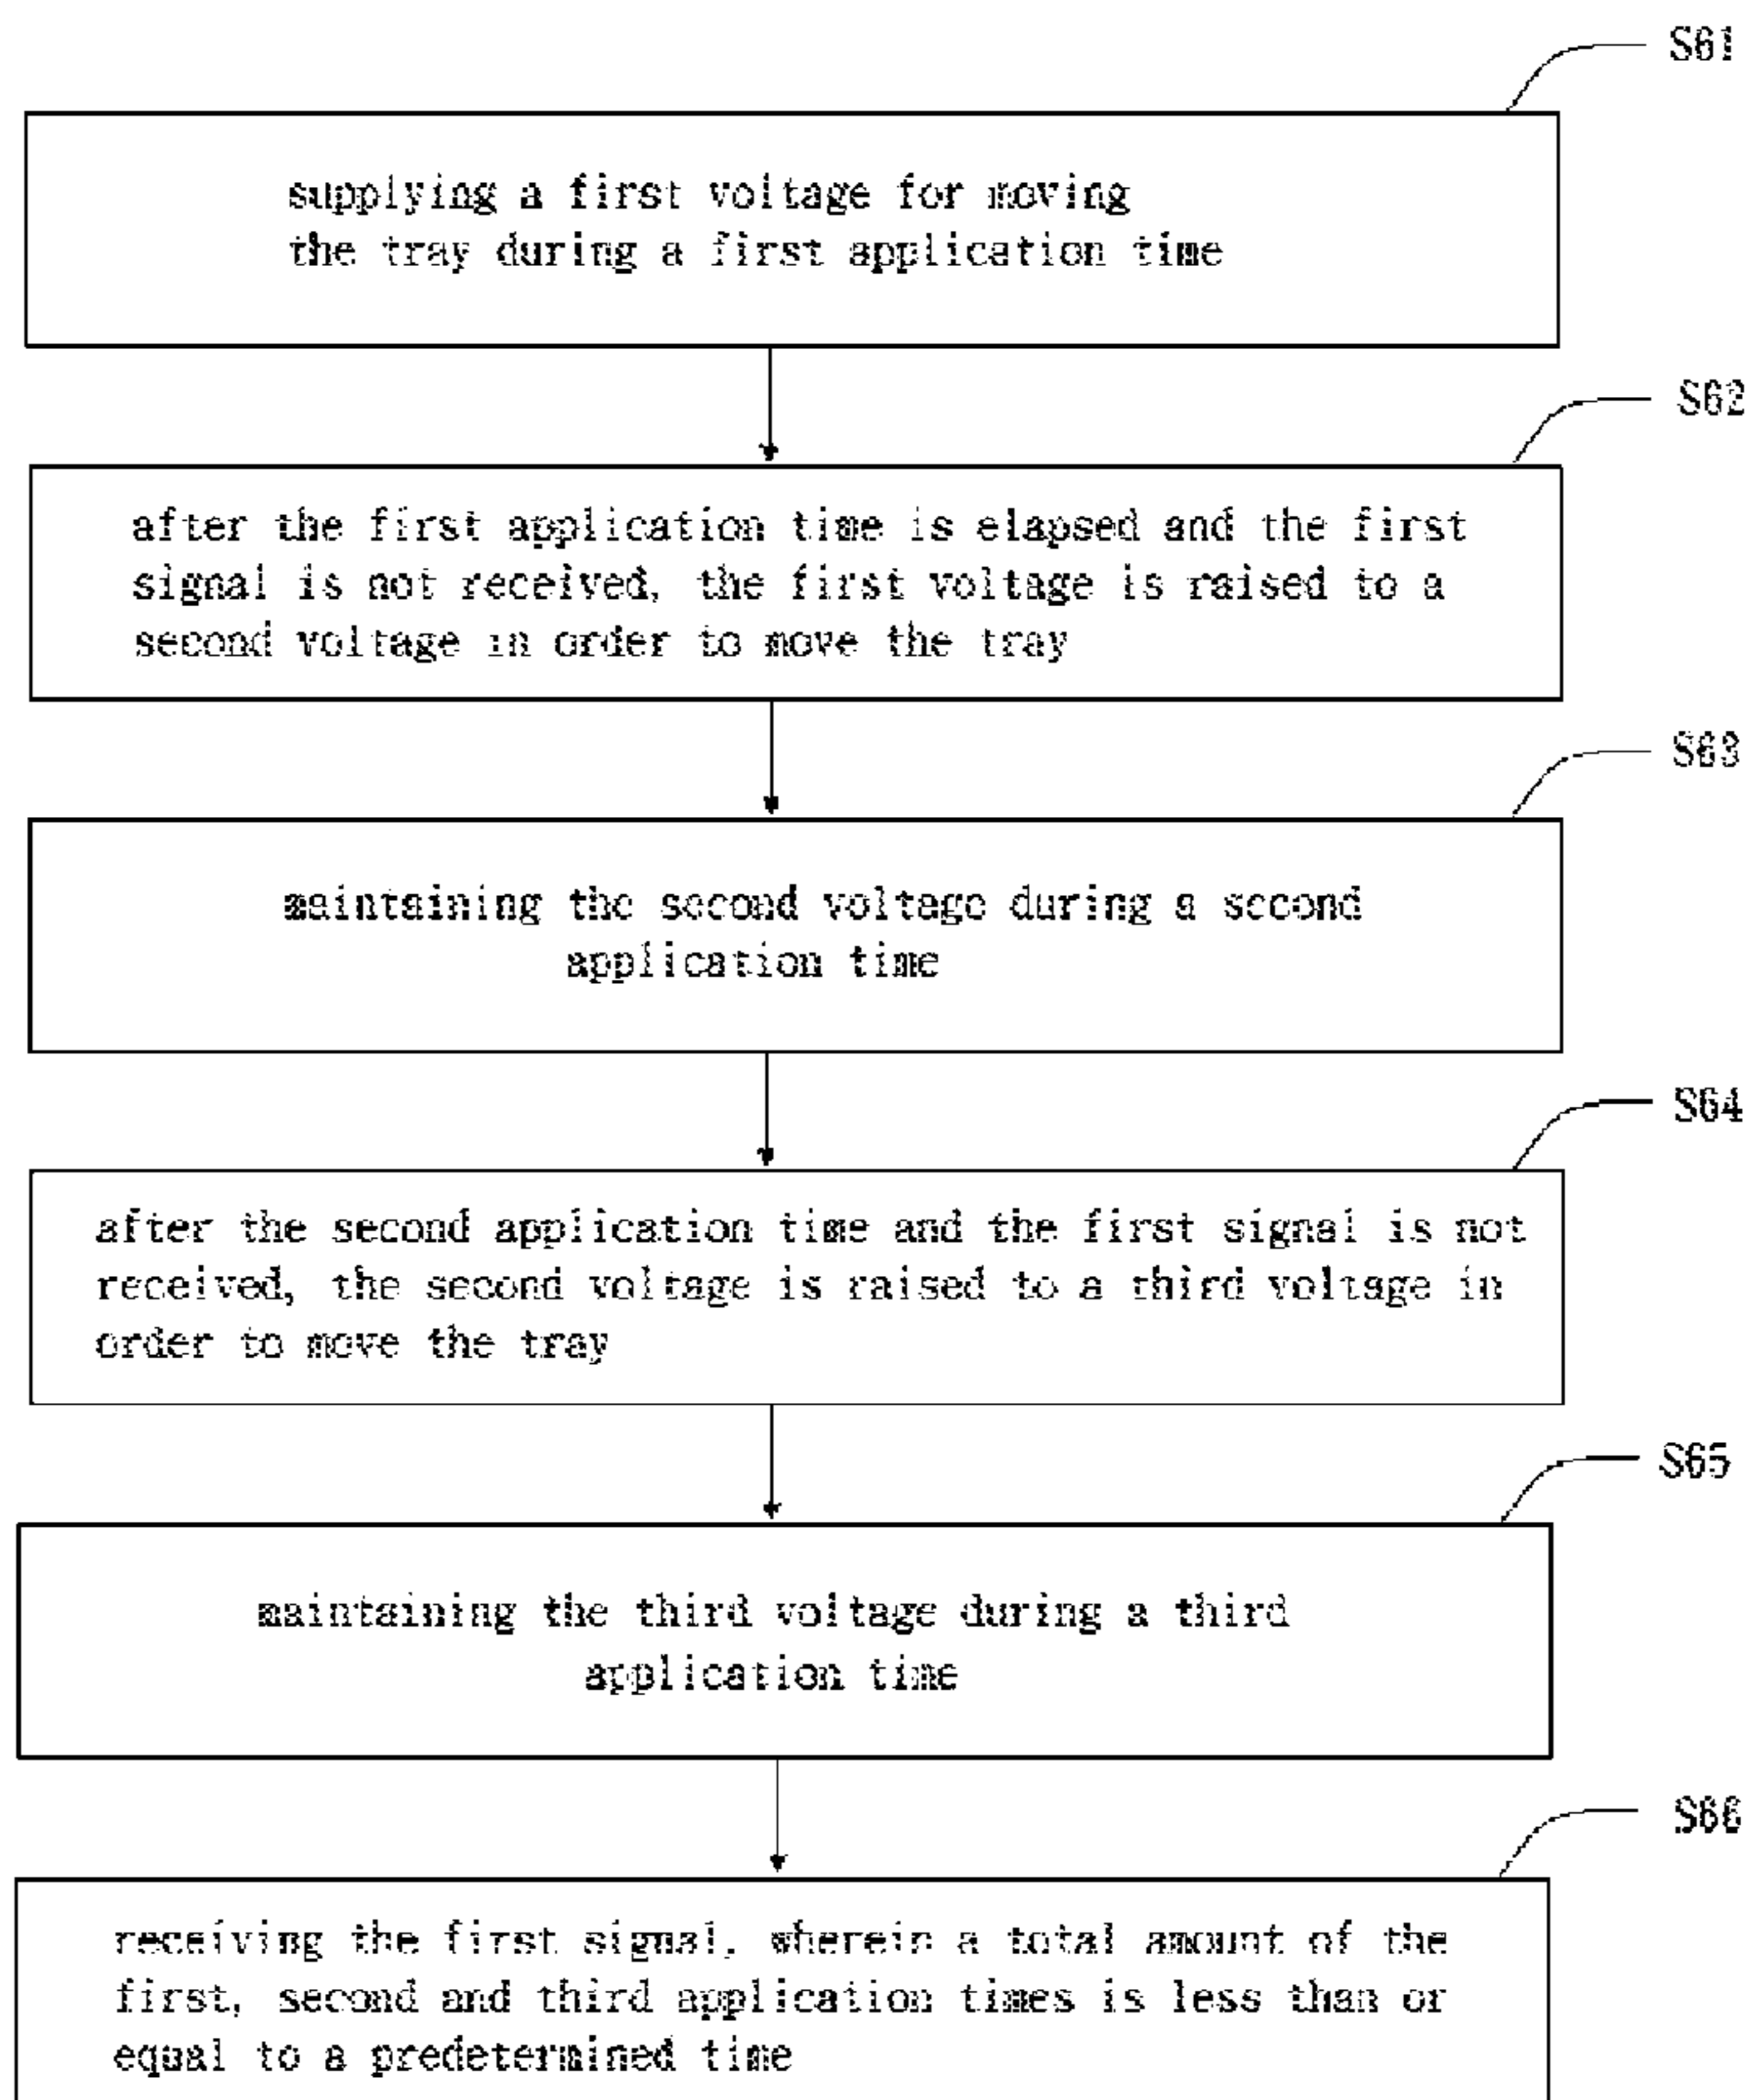 S61
supplying a first voltage for moving
the tray during a first application time
S62
after the first application time is elapsed and the first
signal is not received, the first voltage is raised to a
second voltage in order to move the tray
S63
maintaining the second voltage during a second
application time
S64
after the second application time and the first signal is not
received, the second voltage is raised to a third voltage in
order to move the tray
S65
maintaining the third voltage during a third
application time
S66
receiving the first signal, wherein a total amount of the
first, second and third application times is less than or
equal to a predetermined time